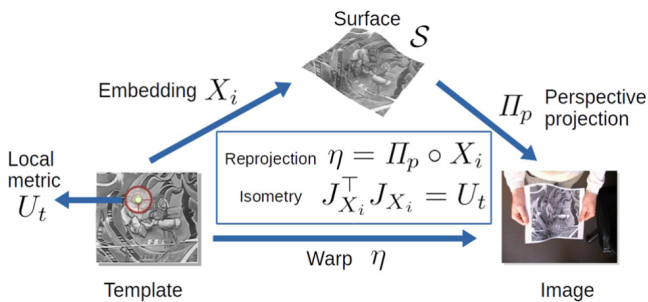 Surface
S
Embedding X_i
Π_p Perspective
projection
Local
metric
U_t
Reprojection η = Π_p ∘ X_i
Isometry J_{X_i}^⊤ J_{X_i} = U_t
Warp η
Template
Image